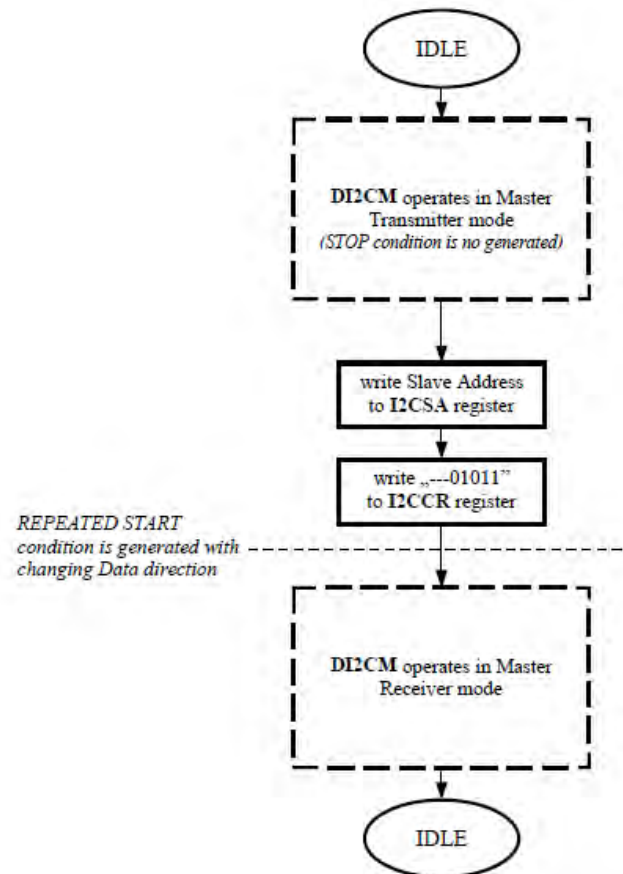 IDLE
DI2CM operates in Master
Transmitter mode
(STOP condition is no generated)
write Slave Address
to I2CSA register
write „---01011”
to I2CCR register
REPEATED START
condition is generated with
changing Data direction
DI2CM operates in Master
Receiver mode
IDLE